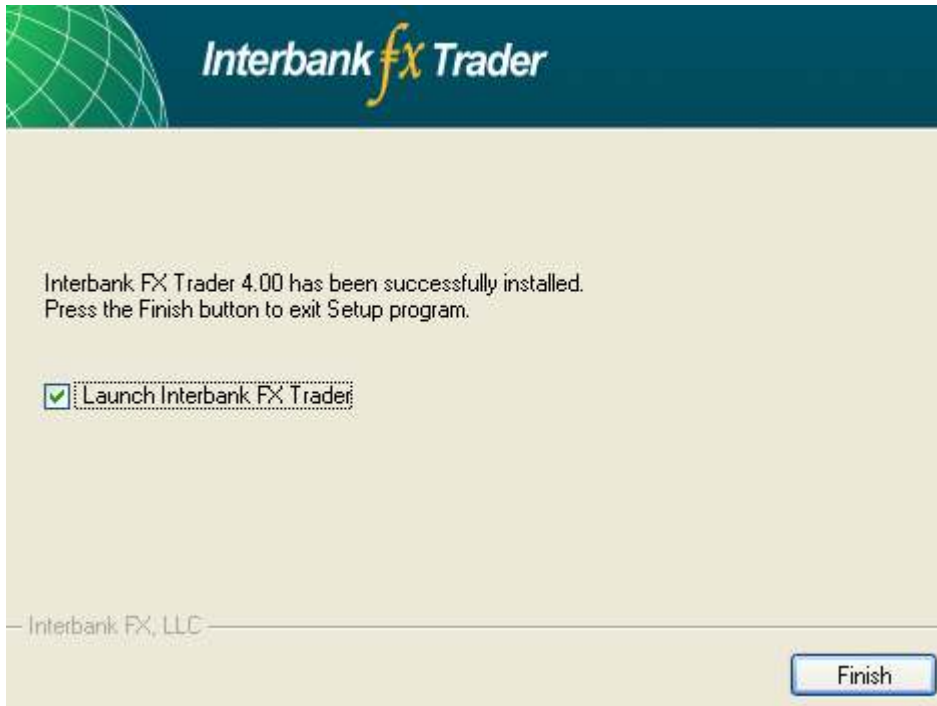 Interbank fx Trader
Interbank FX Trader 4.00 has been successfully installed.
Press the Finish button to exit Setup program.
Launch Interbank FX Trader
Interbank FX, LLC
Finish